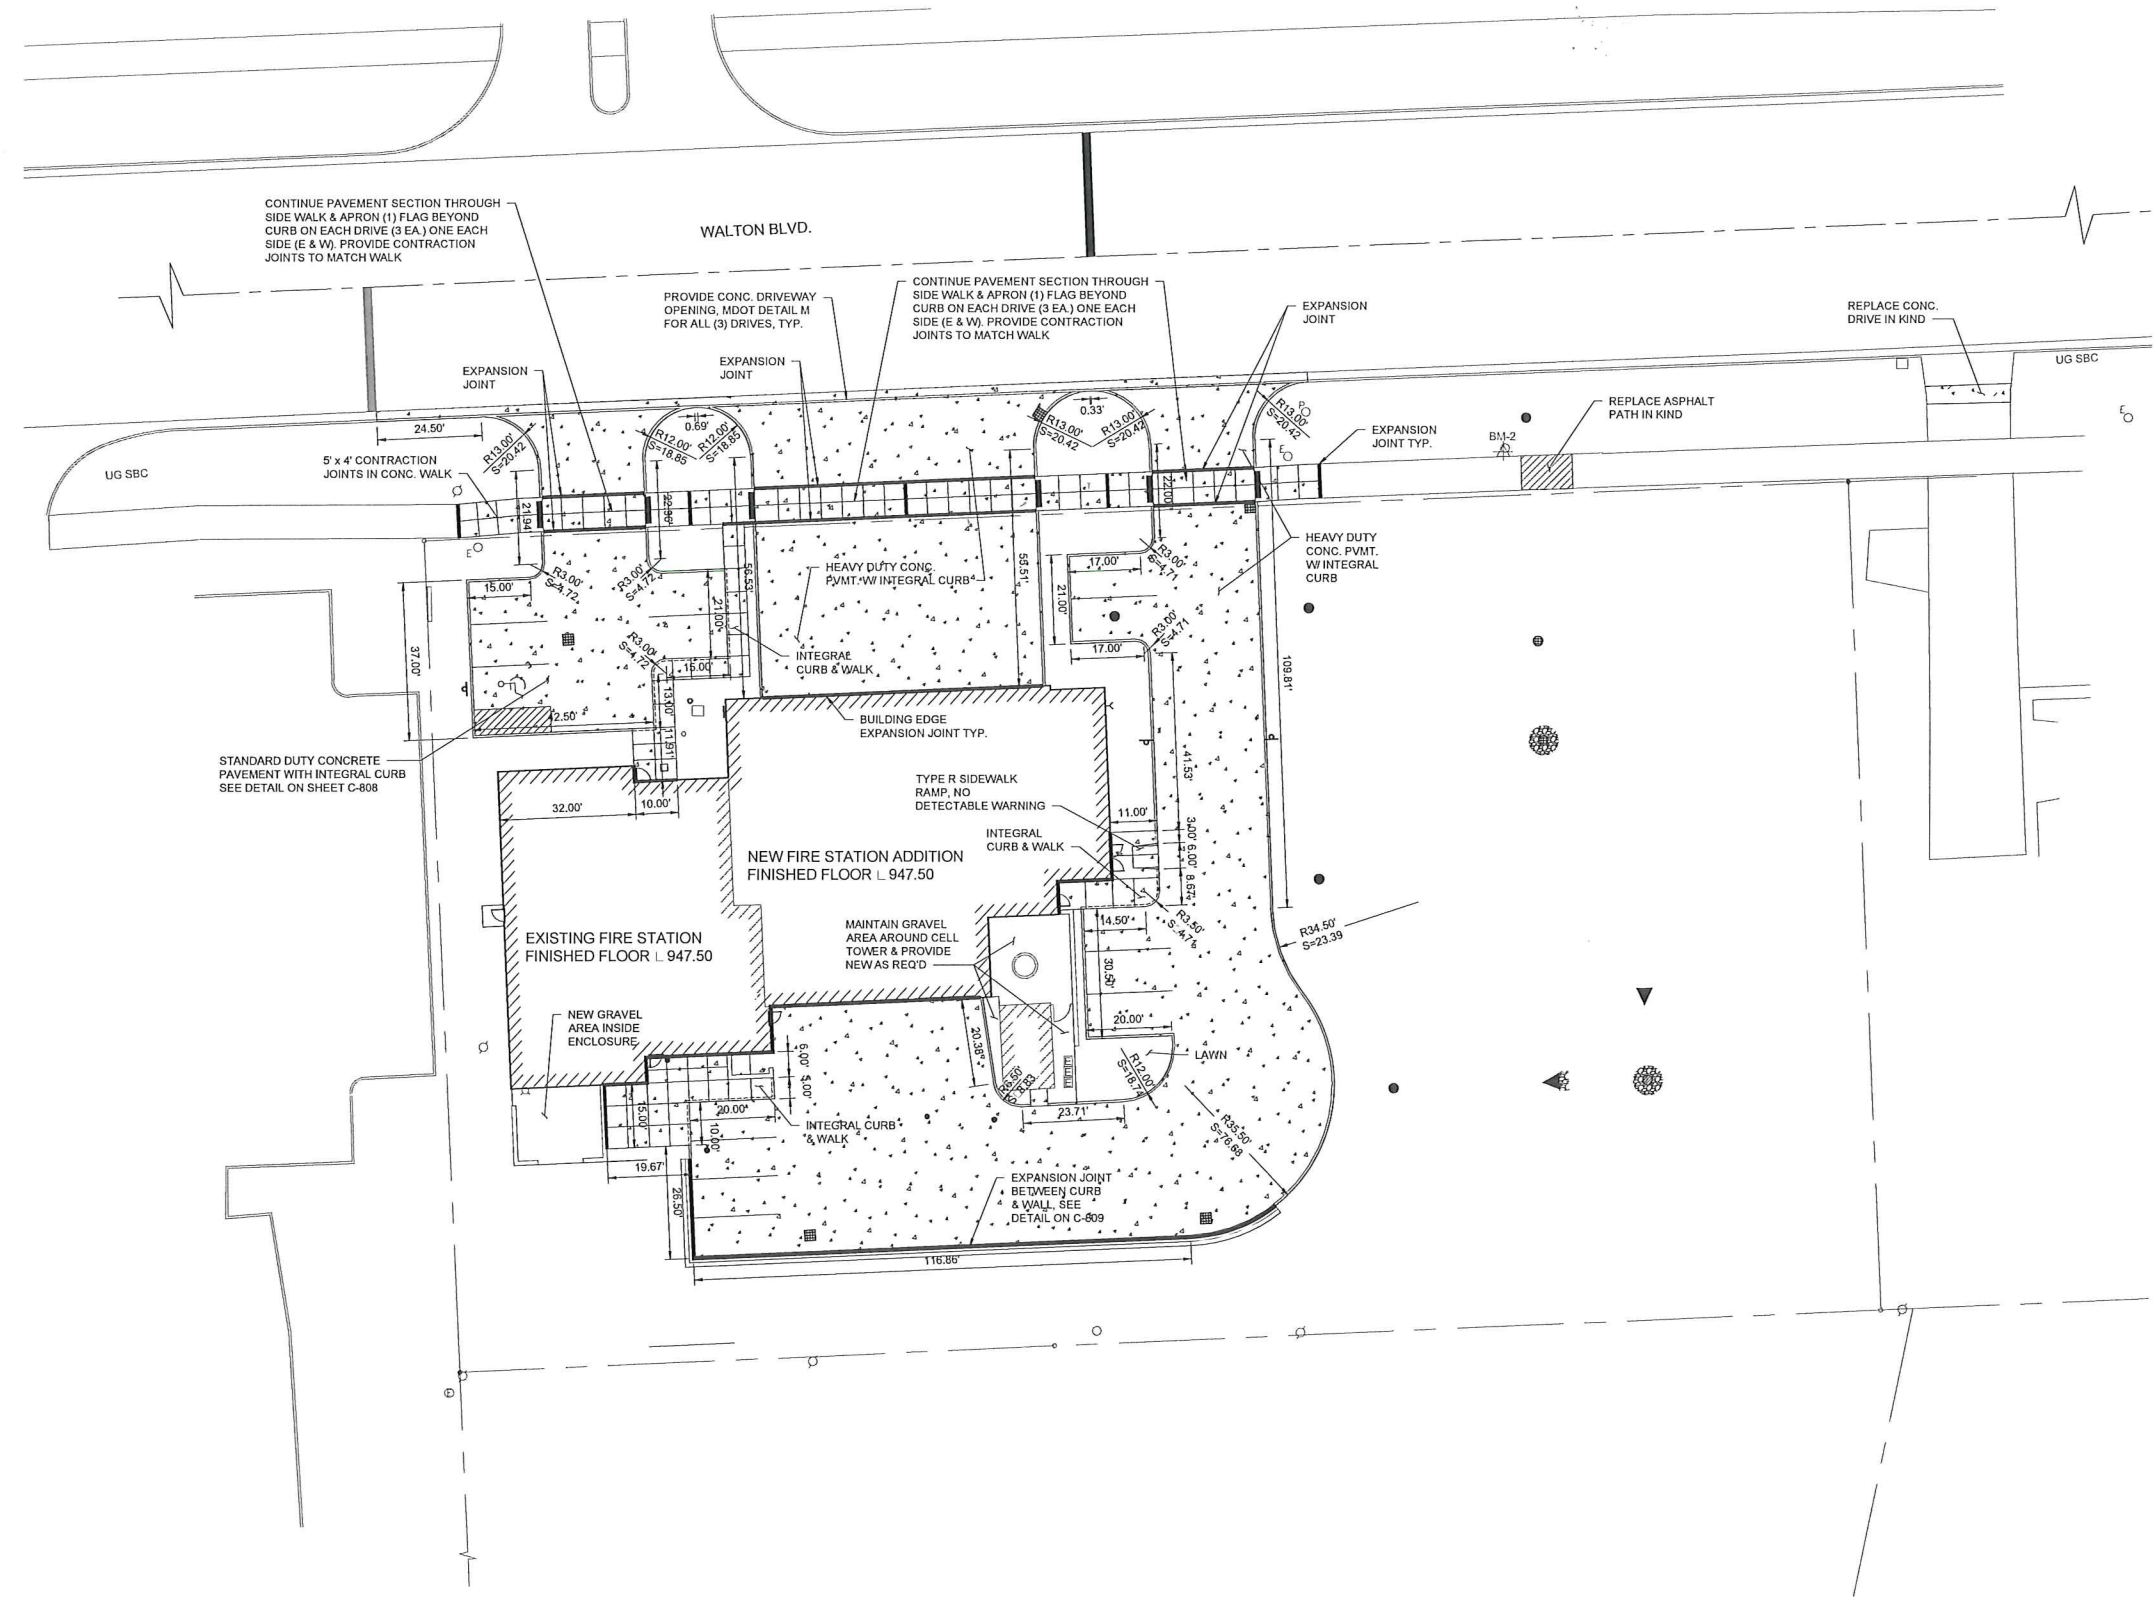 CONTINUE PAVEMENT SECTION THROUGH
SIDE WALK & APRON (1) FLAG BEYOND
CURB ON EACH DRIVE (3 EA.) ONE EACH
SIDE (E & W). PROVIDE CONTRACTION
JOINTS TO MATCH WALK
WALTON BLVD.
PROVIDE CONC. DRIVEWAY
OPENING, MDOT DETAIL M
FOR ALL (3) DRIVES, TYP.
CONTINUE PAVEMENT SECTION THROUGH
SIDE WALK & APRON (1) FLAG BEYOND
CURB ON EACH DRIVE (3 EA.) ONE EACH
SIDE (E & W). PROVIDE CONTRACTION
JOINTS TO MATCH WALK
EXPANSION
JOINT
REPLACE CONC.
DRIVE IN KIND
UG SBC
EXPANSION
JOINT
EXPANSION
JOINT
REPLACE ASPHALT
PATH IN KIND
EXPANSION
JOINT TYP.
BM-2
E
24.50'
R13.00'
S=20.42
R12.00'
S=18.85
0.69'
R12.00'
S=18.85
R13.00'
S=20.42
0.33'
R13.00'
S=20.42
R13.00'
S=20.42
P
E
UG SBC
5' x 4' CONTRACTION
JOINTS IN CONC. WALK
21.94'
22.00'
E
HEAVY DUTY
CONC. PVMT.
W/ INTEGRAL
CURB
15.00'
R3.00'
S=4.72
R3.00'
S=4.72
21.00'
56.53'
HEAVY DUTY CONC.
PVMT. W/ INTEGRAL CURB
55.51'
17.00'
R3.00'
S=4.71
21.00'
17.00'
R3.00'
S=4.71
37.00'
R3.00'
S=4.72
15.00'
INTEGRAL
CURB & WALK
109.81'
13.00'
42.50'
11.91'
BUILDING EDGE
EXPANSION JOINT TYP.
41.53'
STANDARD DUTY CONCRETE
PAVEMENT WITH INTEGRAL CURB
SEE DETAIL ON SHEET C-808
TYPE R SIDEWALK
RAMP, NO
DETECTABLE WARNING
32.00'
10.00'
11.00'
3.00'
6.00'
8.67'
INTEGRAL
CURB & WALK
NEW FIRE STATION ADDITION
FINISHED FLOOR L 947.50
MAINTAIN GRAVEL
AREA AROUND CELL
TOWER & PROVIDE
NEW AS REQ'D
14.50'
R3.50'
R34.50'
S=23.39
EXISTING FIRE STATION
FINISHED FLOOR L 947.50
30.50'
NEW GRAVEL
AREA INSIDE
ENCLOSURE
20.38'
20.00'
LAWN
R12.00'
6.00'
5.00'
R6.50'
23.71'
15.00'
20.00'
10.00'
INTEGRAL CURB
& WALK
R35.50'
S=76.68
19.67'
26.50'
EXPANSION JOINT
BETWEEN CURB
& WALL, SEE
DETAIL ON C-809
116.86'